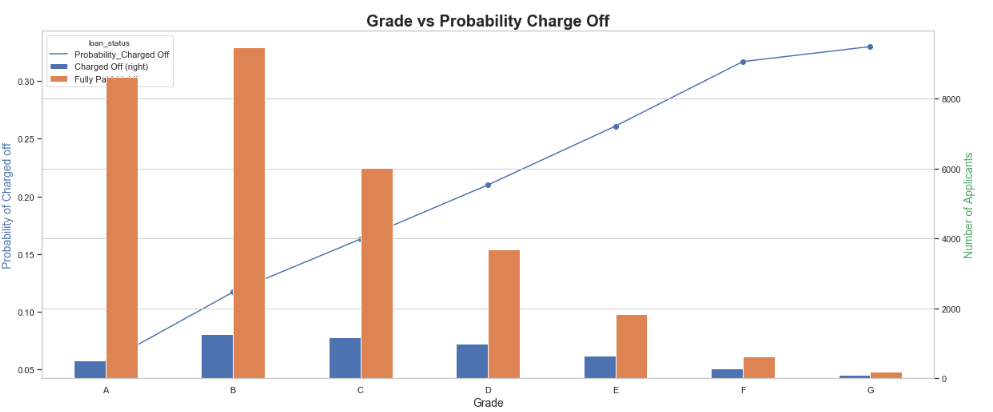 Grade vs Probability Charge Off
loan_status
Probability_Charged Off
Charged Off (right)
Fully
0.30
0.25
0.20
0.15
0.10
0.05
Probability of Charged off
8000
6000
4000
2000
0
Number of Applicants
A B C D E F G
Grade